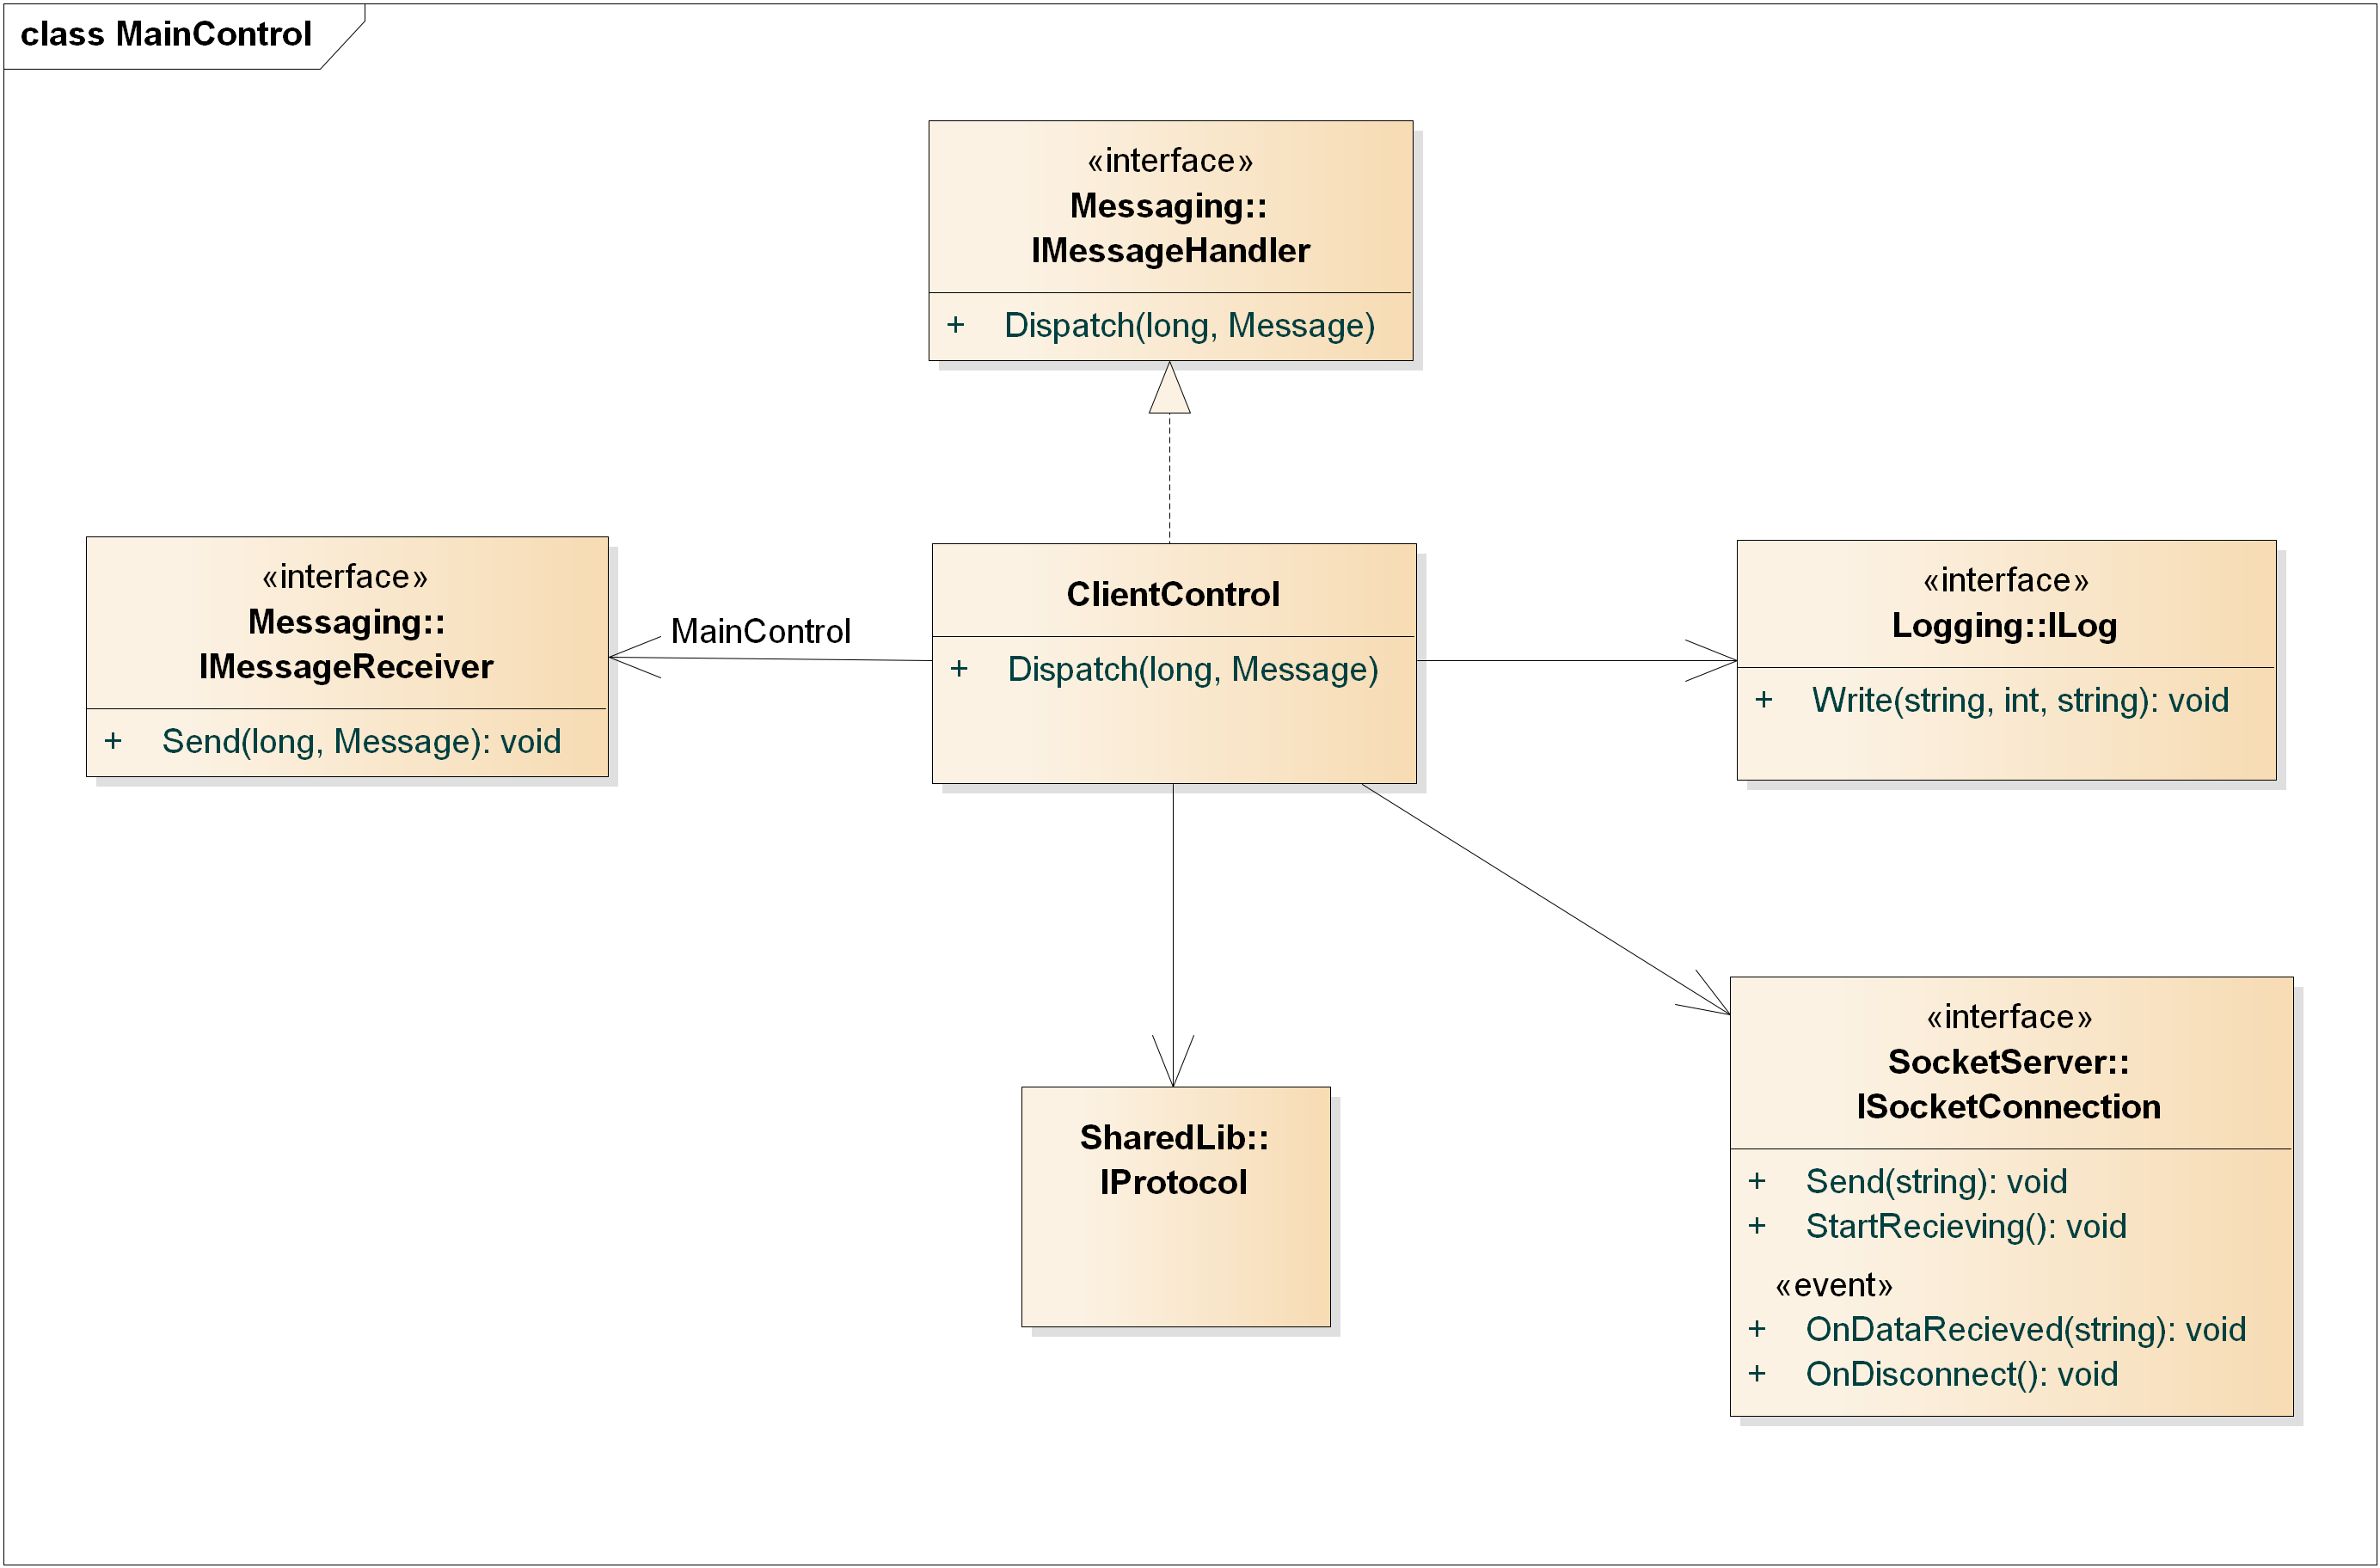 class MainControl
«interface»
Messaging::
IMessageHandler
+ Dispatch(long, Message)
«interface»
Messaging::
IMessageReceiver
+ Send(long, Message): void
MainControl
ClientControl
+ Dispatch(long, Message)
«interface»
Logging::ILog
+ Write(string, int, string): void
SharedLib::
IProtocol
«interface»
SocketServer::
ISocketConnection
+ Send(string): void
+ StartRecieving(): void
«event»
+ OnDataRecieved(string): void
+ OnDisconnect(): void